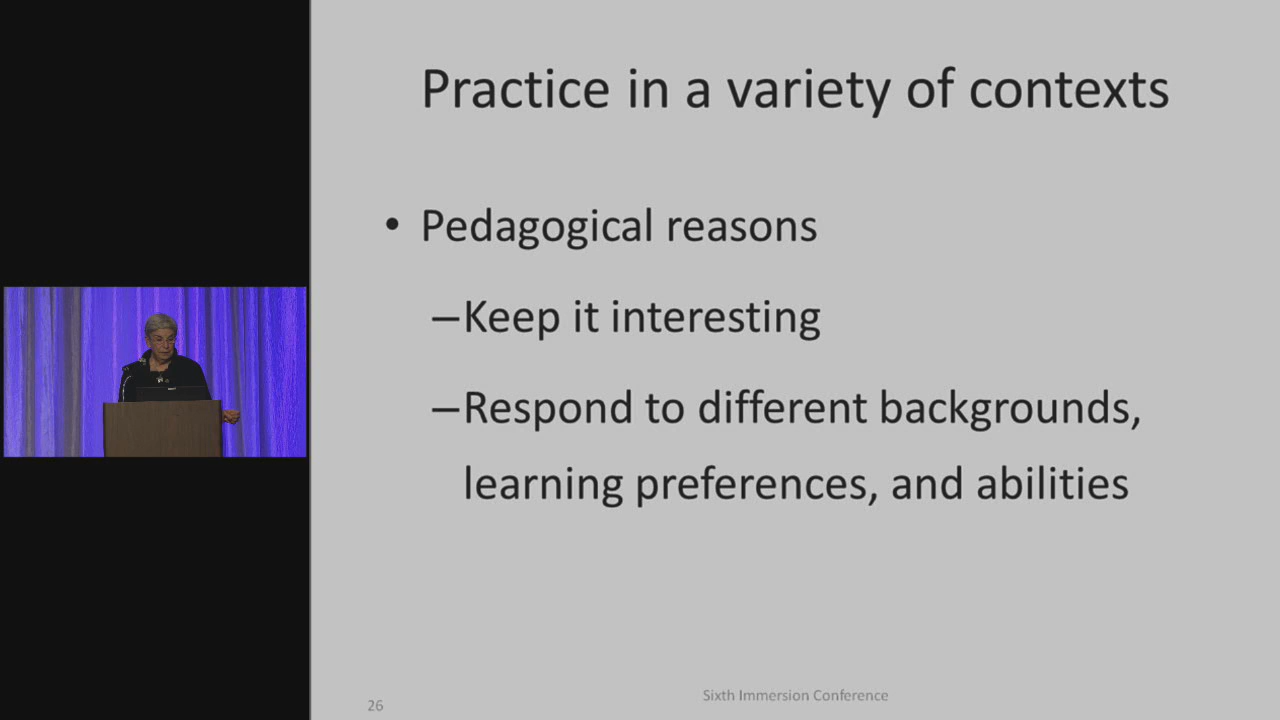 Practice in a variety of contexts
• Pedagogical reasons
–Keep it interesting
–Respond to different backgrounds,
learning preferences, and abilities
26
Sixth Immersion Conference